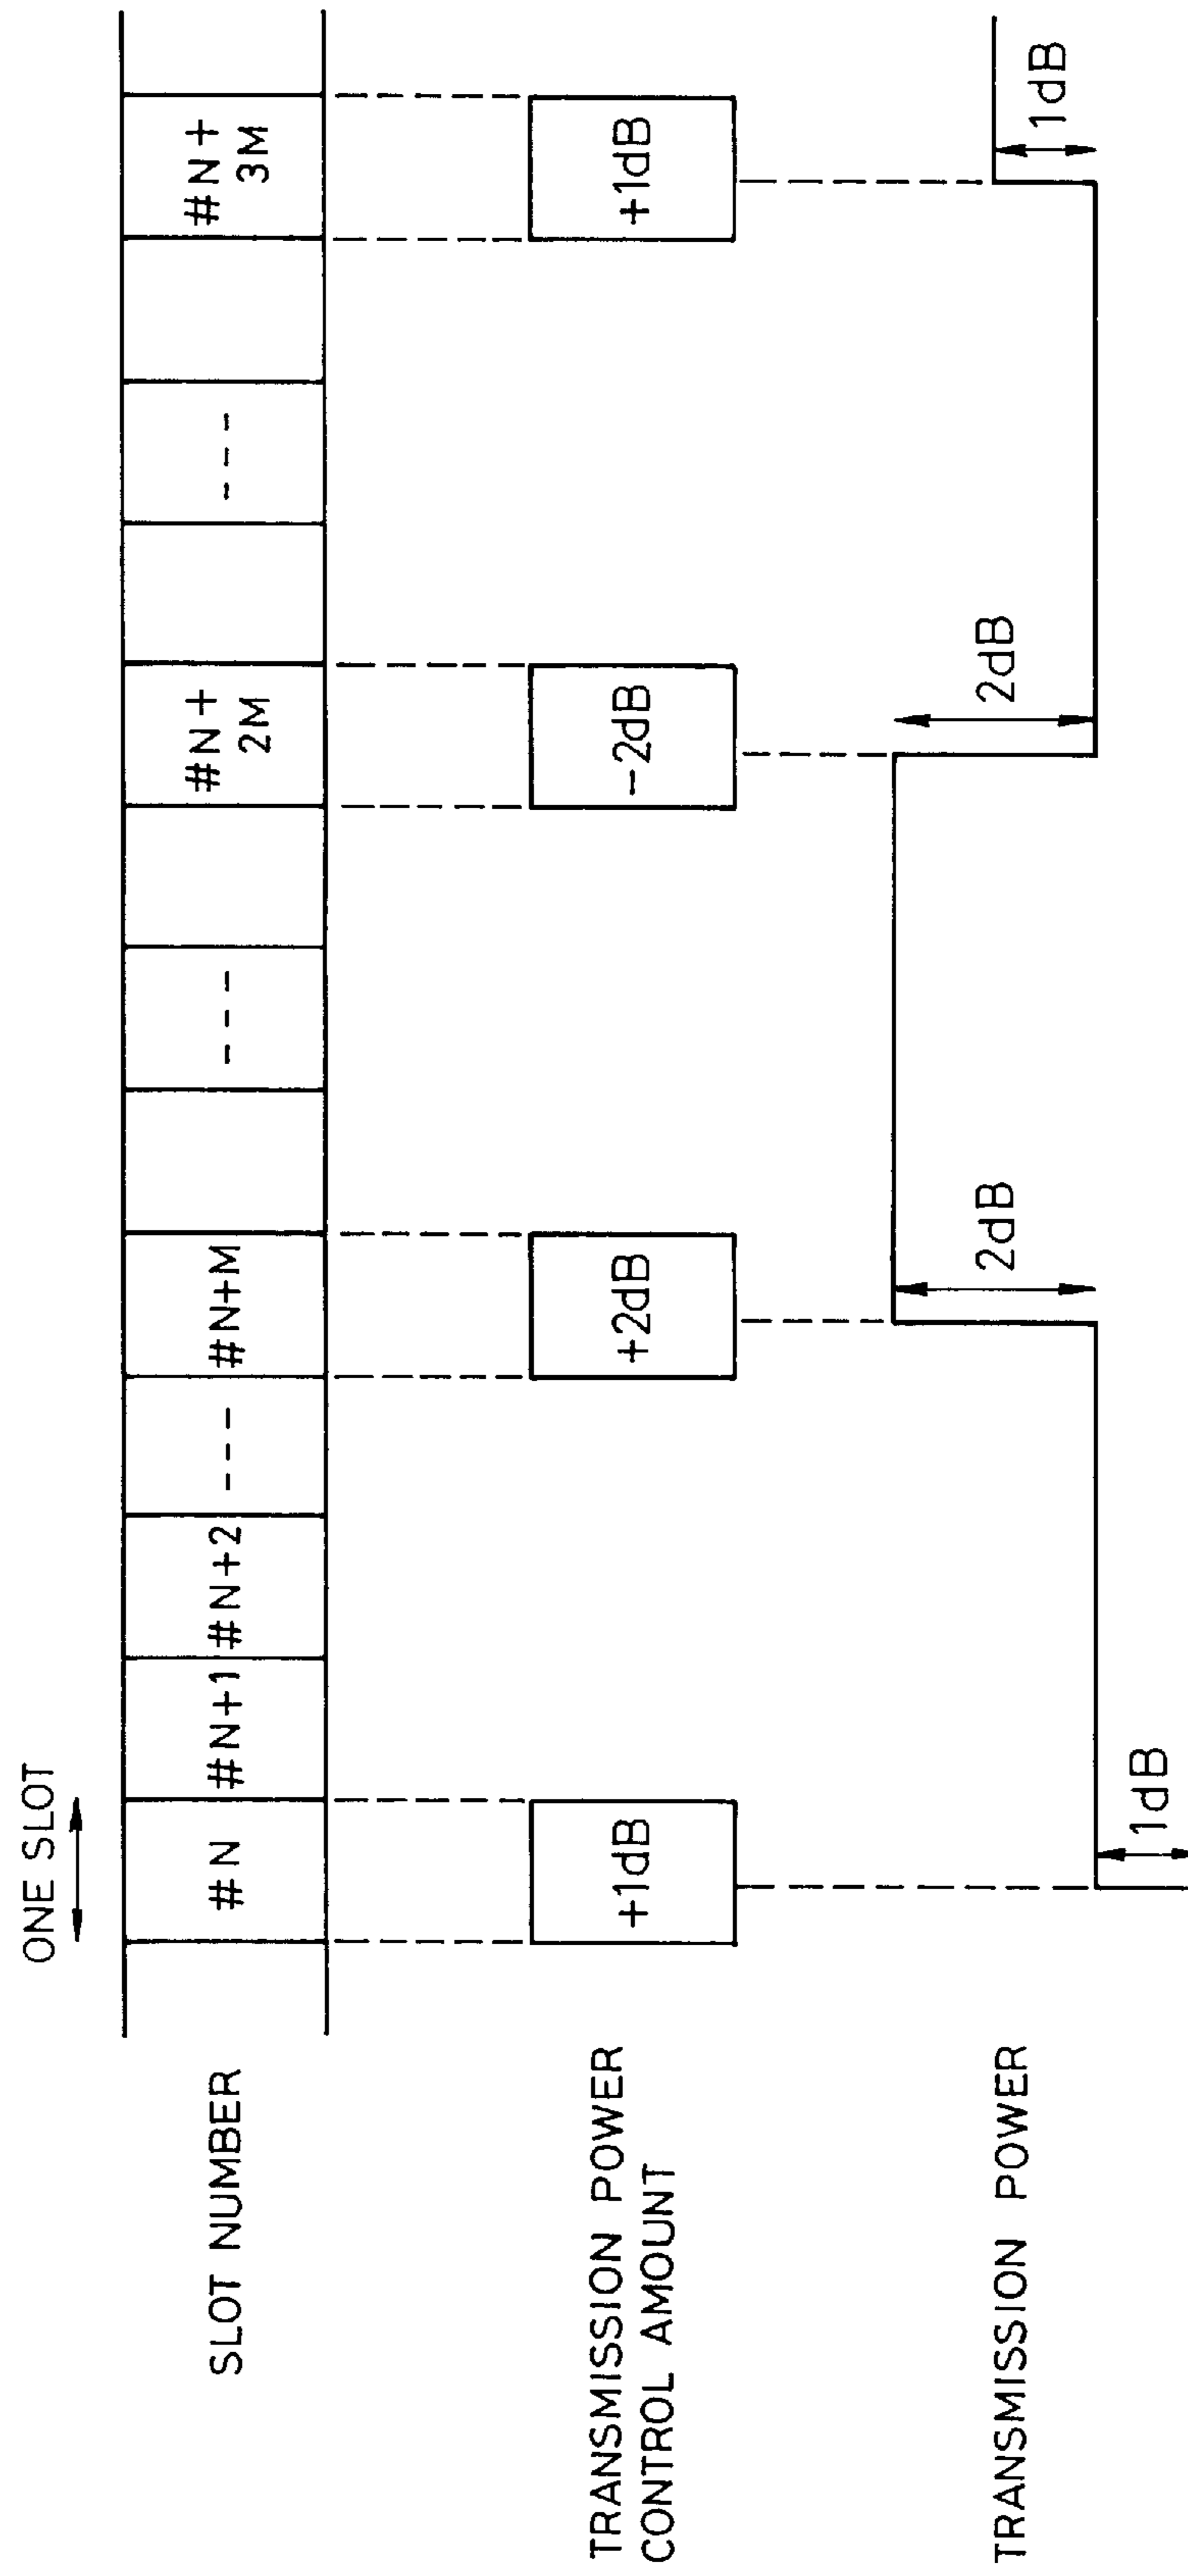 ONE SLOT
SLOT NUMBER
#N
#N+1
#N+2
---
#N+M
---
#N+
2M
---
#N+
3M
TRANSMISSION POWER
CONTROL AMOUNT
+1dB
+2dB
-2dB
+1dB
TRANSMISSION POWER
1dB
2dB
2dB
1dB